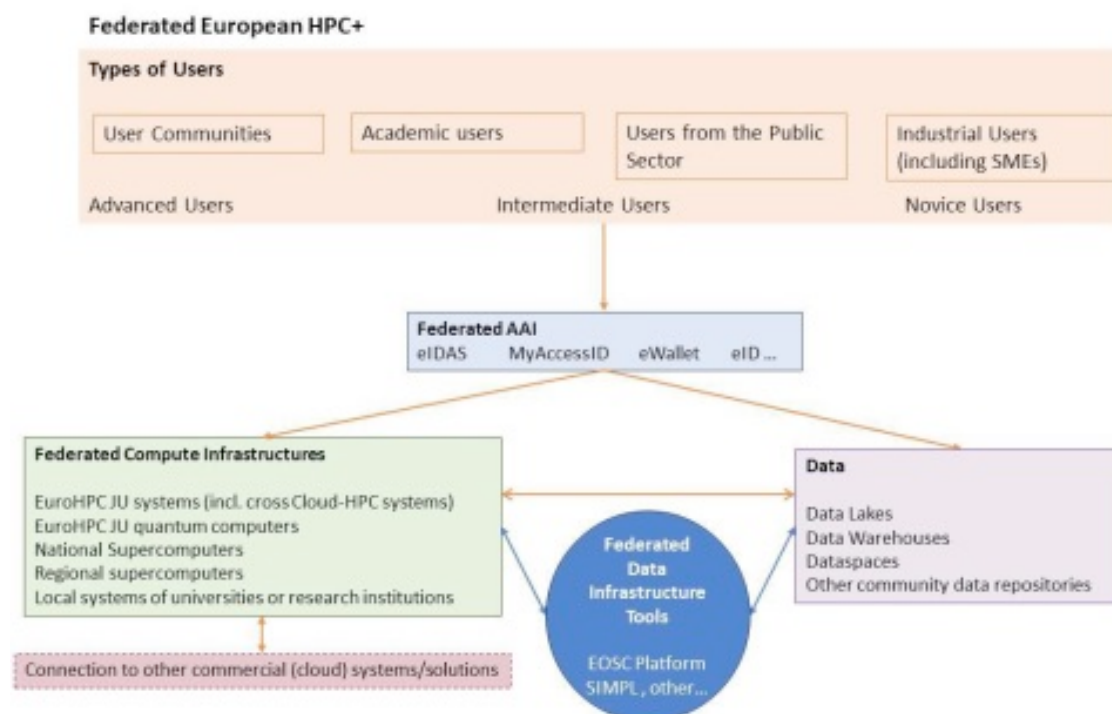 Federated European HPC+
Types of Users
User Communities
Academic users
Users from the Public
Sector
Industrial Users
(including SMEs)
Advanced Users
Intermediate Users
Novice Users
Federated AAI
eIDAS MyAccessID eWallet eID ...
Federated Compute Infrastructures
EuroHPC JU systems (incl. cross Cloud-HPC systems)
EuroHPC JU quantum computers
National Supercomputers
Regional supercomputers
Local systems of universities or research institutions
Connection to other commercial (cloud) systems/solutions
Federated
Data
Infrastructure
Tools
EOSC Platform
SIMPL , other...
Data
Data Lakes
Data Warehouses
Dataspaces
Other community data repositories